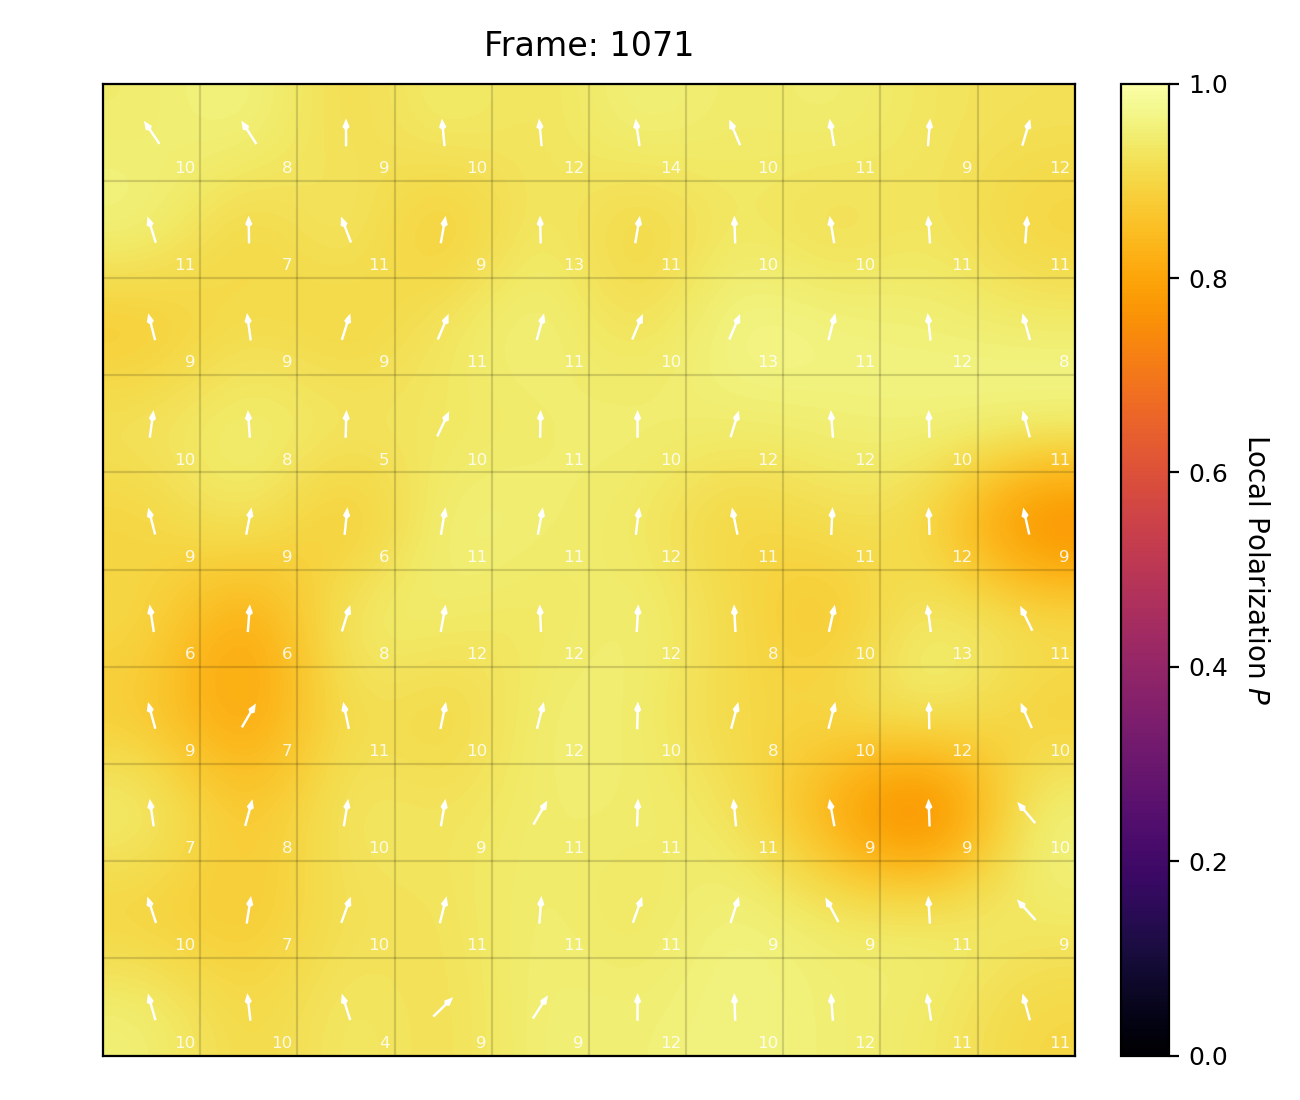 Frame: 1071
10 8 9 10 12 14 10 11 9 12
11 7 11 9 13 11 10 10 11 11
9 9 9 11 11 10 13 11 12 8
10 8 5 10 11 10 12 12 10 11
9 9 6 11 11 12 11 11 12 9
6 6 8 12 12 12 8 10 13 11
9 7 11 10 12 10 8 10 12 10
7 8 10 9 11 11 11 9 9 10
10 7 10 11 11 11 9 9 11 9
10 10 4 9 9 12 10 12 11 11
1.0
0.8
0.6
0.4
0.2
0.0
Local Polarization P